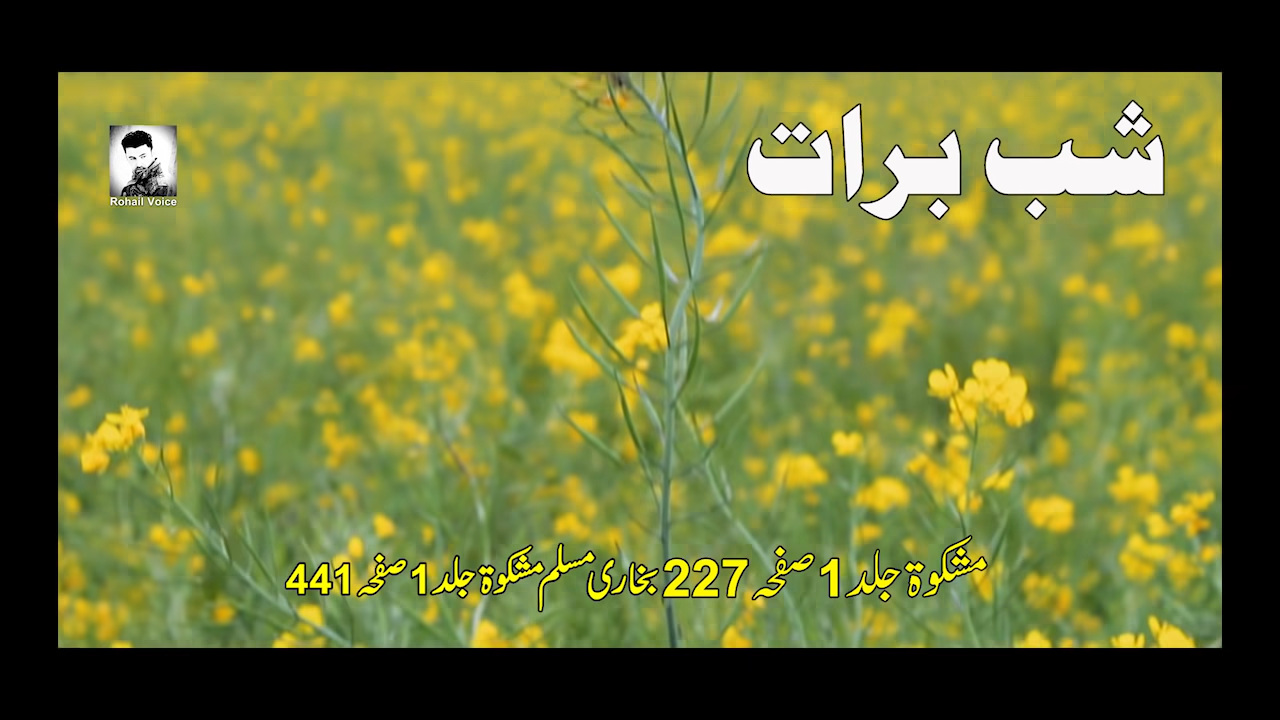 شب برات
Rohail Voice
مشکوۃ جلد 1 صفحہ 227 بخاری مسلم مشکوۃ جلد 1 صفحہ 441